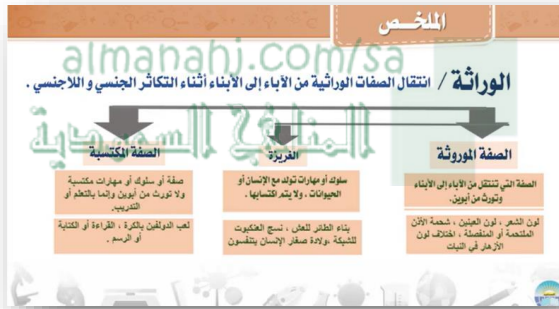 الملخص
almanahj.com/sa
الوراثة / انتقال الصفات الوراثية من الآباء إلى الأبناء أثناء التكاثر الجنسي و اللاجنسي .
المناهج السعودية
الصفة الموروثة
الصفة التي تنتقل من الآباء إلى الأبناء
وتورث من أبوين.
لون الشعر ، لون العينين ، شحمة الأذن
الملتحمة أو المنفصلة ، اختلاف لون
الأزهار في النبات
الغريزة
سلوك أو مهارات تولد مع الإنسان أو
الحيوانات . ولا يتم اكتسابها .
بناء الطائر للعش ، نسج العنكبوت
للشبكة ،ولادة صغار الإنسان يتنفسون
الصفة المكتسبة
صفة أو سلوك أو مهارات مكتسبة
ولا تورث من أبوين وإنما بالتعلم أو
التدريب.
لعب الدولفين بالكرة ، القراءة أو الكتابة
أو الرسم .